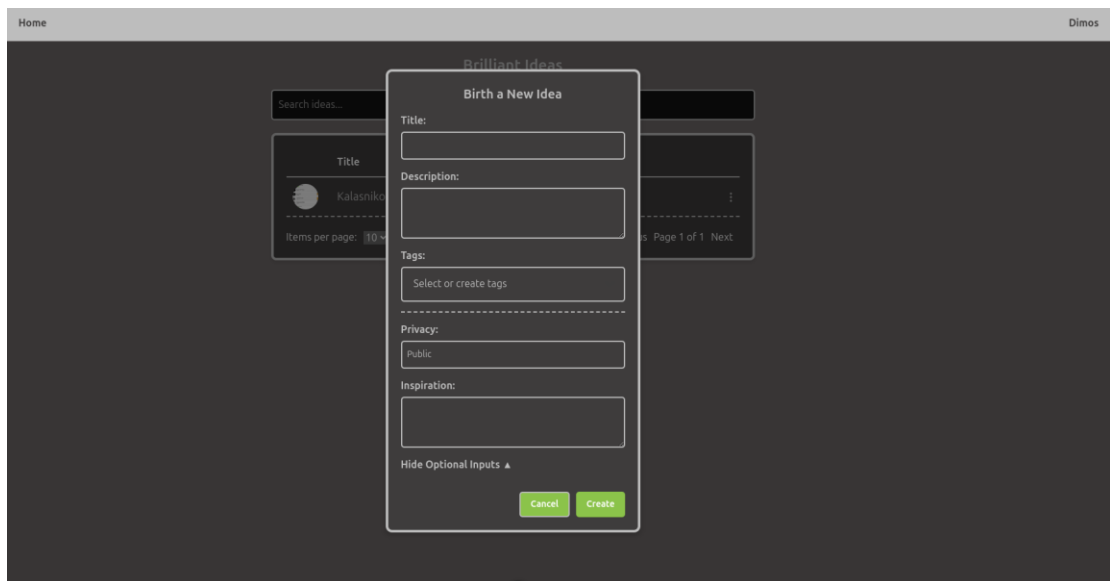 Home
Dimos
Brilliant Ideas
Birth a New Idea
Search ideas...
Title:
Title
Description:
Kalasniko
Items per page: 10
Page 1 of 1 Next
Tags:
Select or create tags
Privacy:
Public
Inspiration:
Hide Optional Inputs ▲
Cancel
Create